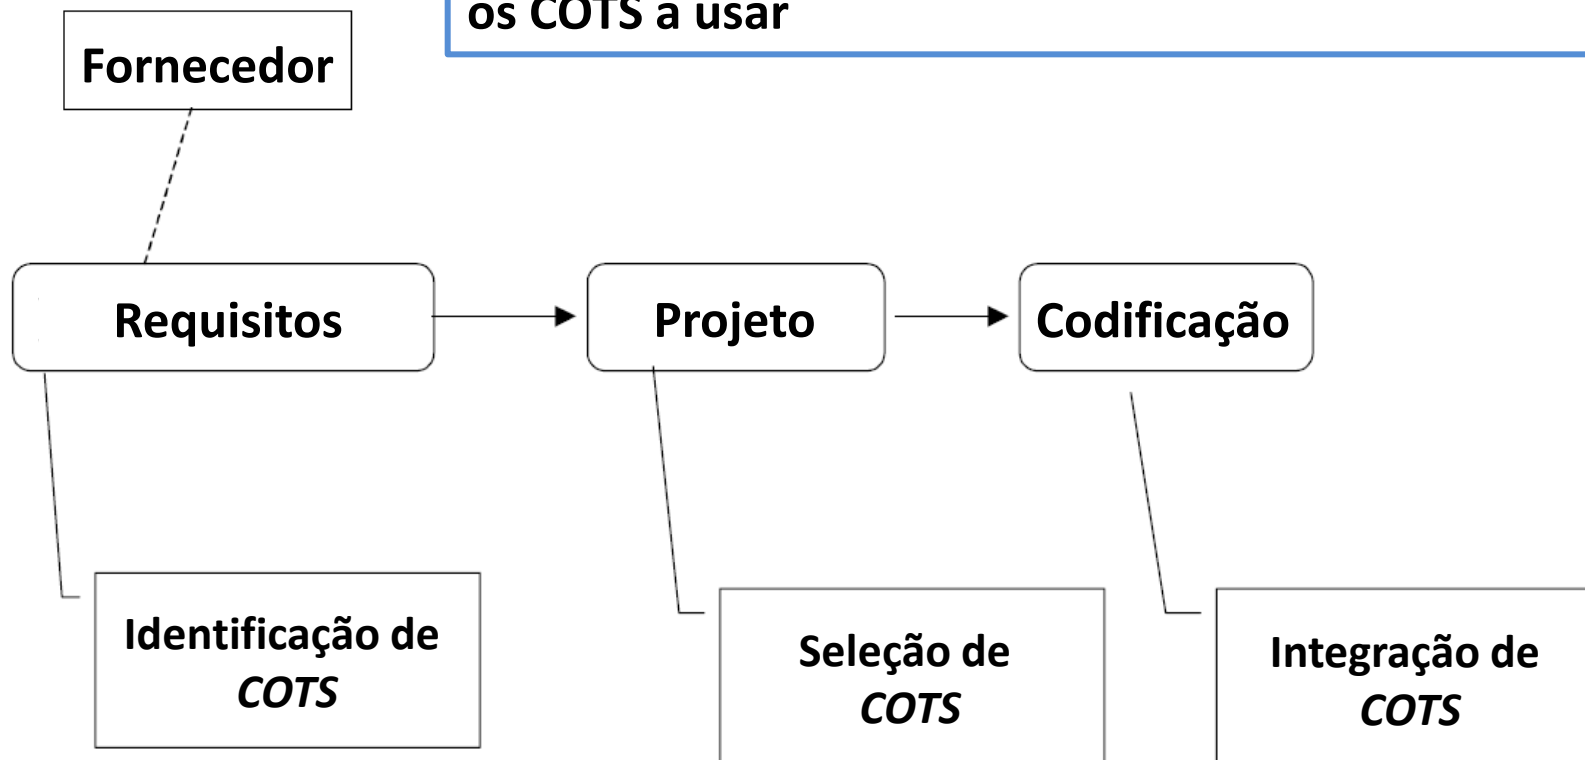 os COTS a usar
Fornecedor
Requisitos
Projeto
Codificação
Identificação de
COTS
Seleção de
COTS
Integração de
COTS